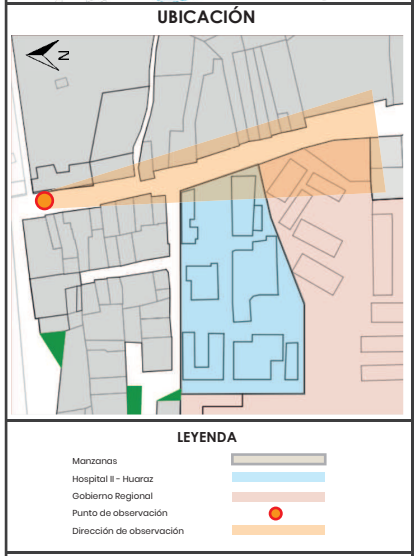 UBICACIÓN
N
LEYENDA
Manzanas
Hospital II - Huaraz
Gobierno Regional
Punto de observación
Dirección de observación